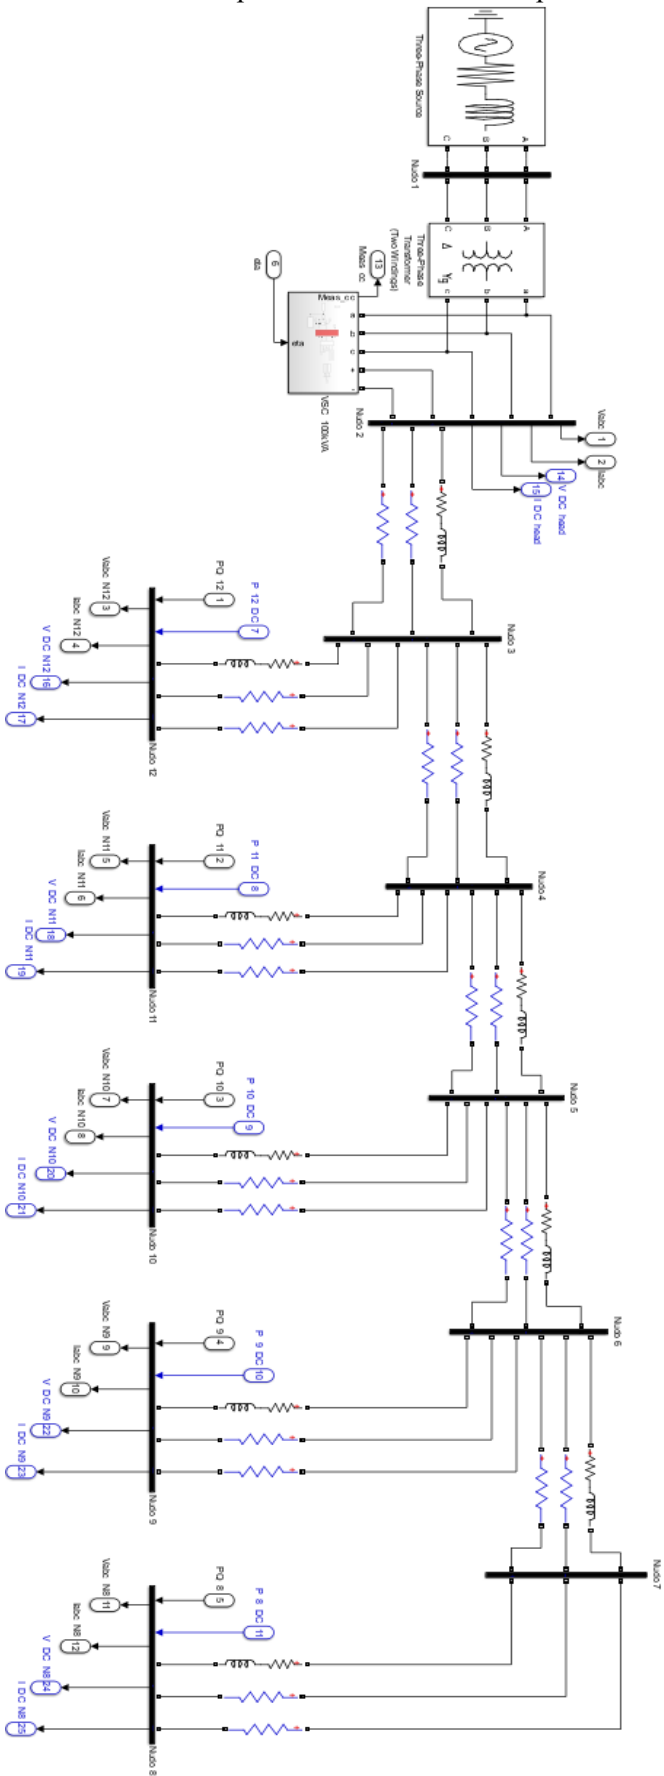 Three-Phase Source
A
B
C
Nudo 1
A
B
C
Δ
Yg
a
b
c
Three-Phase
Transformer
(Two Windings)
13
Meas_cc
6
eta
Meas_cc
eta
a
b
c
+
-
VSC 100kVA
Nudo 2
Vabc
1
2
Iabc
14
V DC head
15
I DC head
Nudo 3
PQ 12
1
P 12 DC
7
Vabc N12
3
Iabc N12
4
V DC N12
16
I DC N12
17
Nudo 12
Nudo 4
PQ 11
2
P 11 DC
8
Vabc N11
5
Iabc N11
6
V DC N11
18
I DC N11
19
Nudo 11
Nudo 5
PQ 10
3
P 10 DC
9
Vabc N10
7
Iabc N10
8
V DC N10
20
I DC N10
21
Nudo 10
Nudo 6
PQ 9
4
P 9 DC
10
Vabc N9
9
Iabc N9
10
V DC N9
22
I DC N9
23
Nudo 9
Nudo 7
PQ 8
5
P 8 DC
11
Vabc N8
11
Iabc N8
12
V DC N8
24
I DC N8
25
Nudo 8